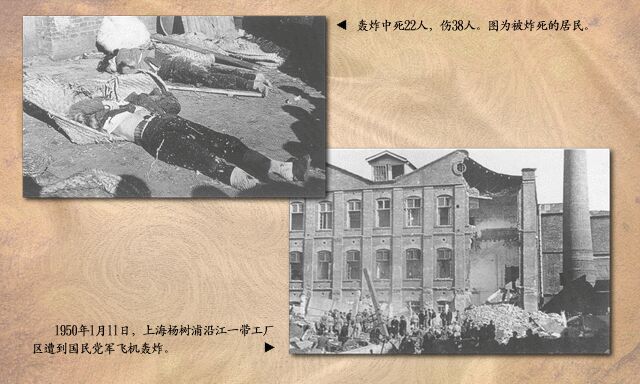 轰炸中死22人，伤38人。图为被炸死的居民。
1950年1月11日，上海杨树浦沿江一带工厂
区遭到国民党军飞机轰炸。